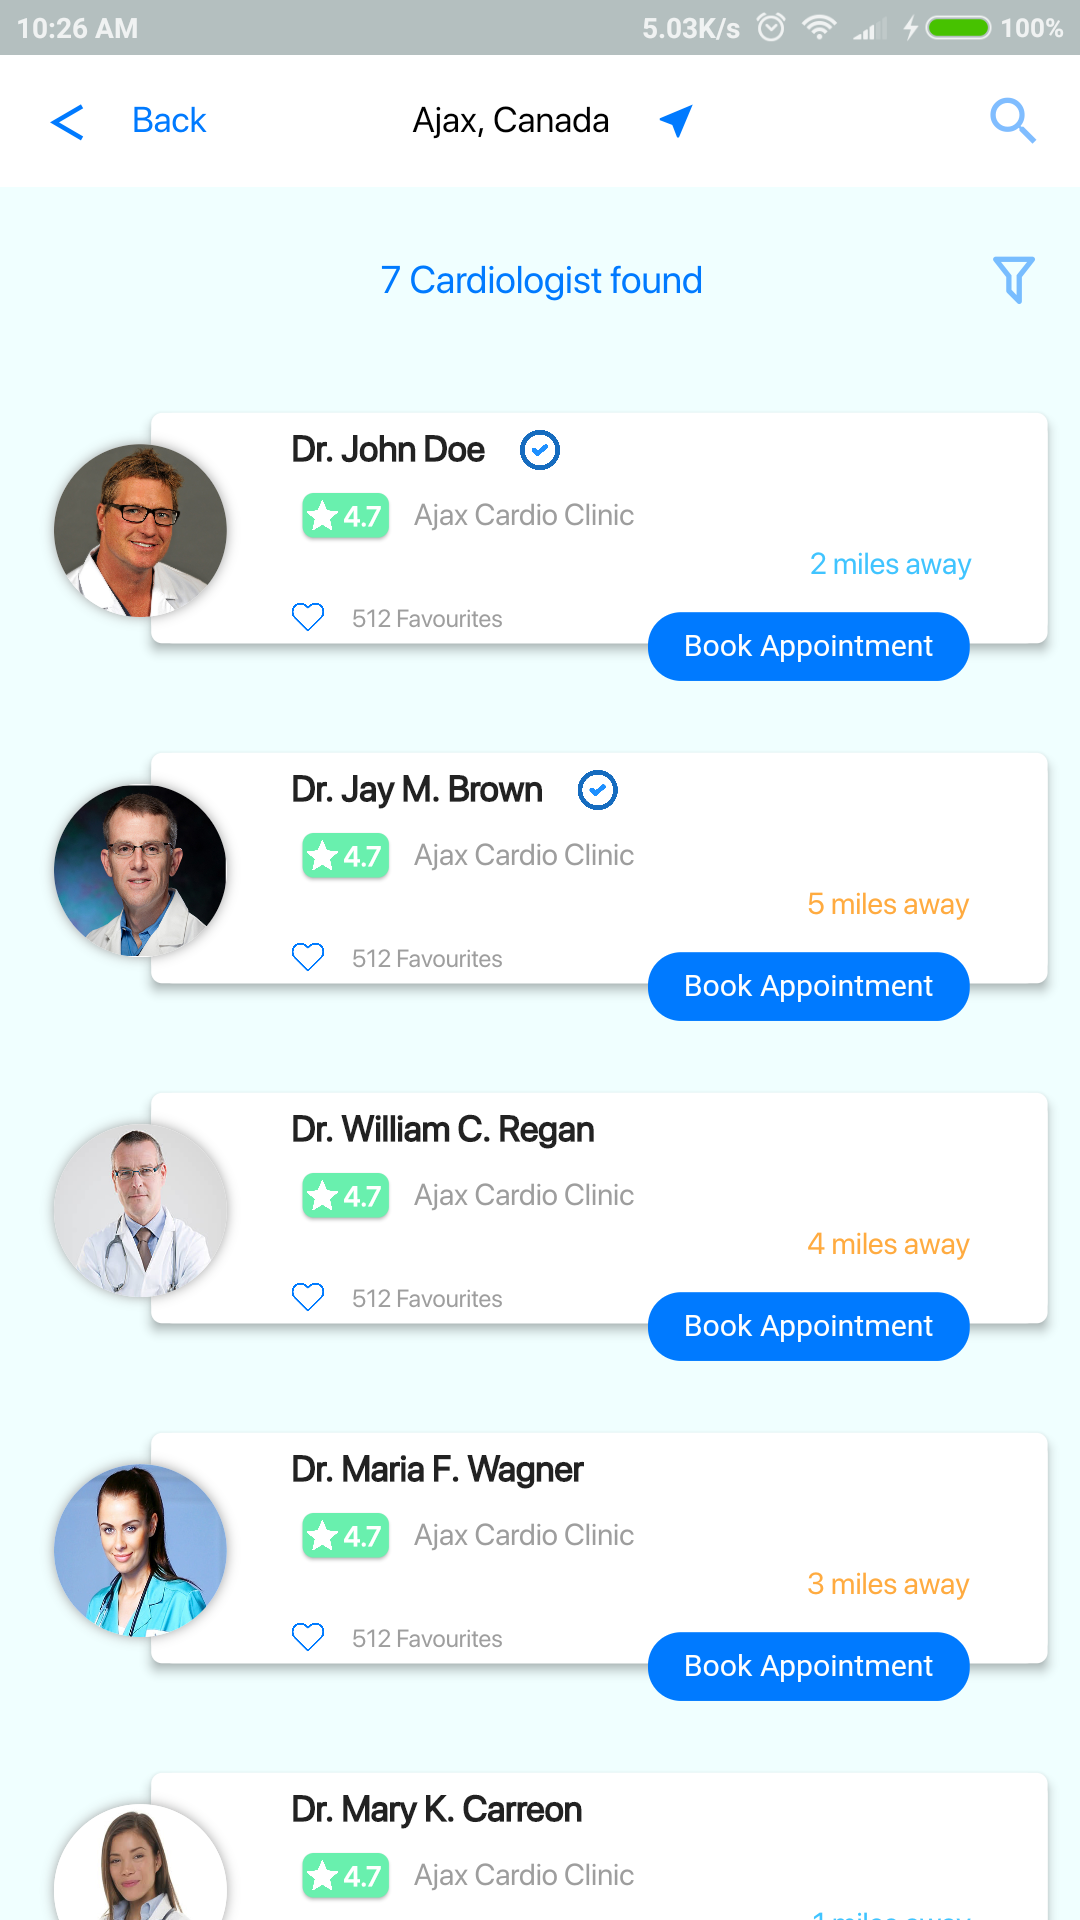 10:26 AM 5.03K/s 100%
Back Ajax, Canada
7 Cardiologist found
Dr. John Doe
4.7 Ajax Cardio Clinic
2 miles away
512 Favourites
Book Appointment
Dr. Jay M. Brown
4.7 Ajax Cardio Clinic
5 miles away
512 Favourites
Book Appointment
Dr. William C. Regan
4.7 Ajax Cardio Clinic
4 miles away
512 Favourites
Book Appointment
Dr. Maria F. Wagner
4.7 Ajax Cardio Clinic
3 miles away
512 Favourites
Book Appointment
Dr. Mary K. Carreon
4.7 Ajax Cardio Clinic
1 miles away